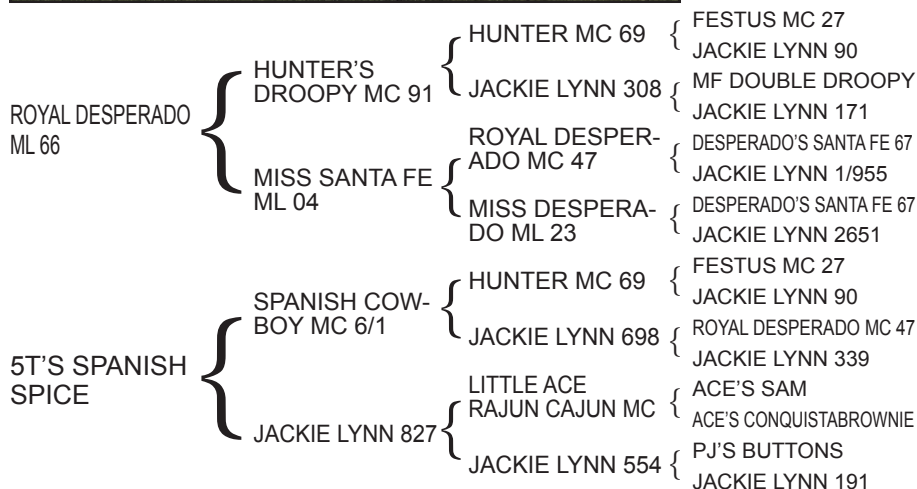 ROYAL DESPERADO
ML 66
HUNTER'S
DROOPY MC 91
HUNTER MC 69
FESTUS MC 27
JACKIE LYNN 90
JACKIE LYNN 308
MF DOUBLE DROOPY
JACKIE LYNN 171
MISS SANTA FE
ML 04
ROYAL DESPER-
ADO MC 47
DESPERADO'S SANTA FE 67
JACKIE LYNN 1/955
MISS DESPERA-
DO ML 23
DESPERADO'S SANTA FE 67
JACKIE LYNN 2651
5T'S SPANISH
SPICE
SPANISH COW-
BOY MC 6/1
HUNTER MC 69
FESTUS MC 27
JACKIE LYNN 90
JACKIE LYNN 698
ROYAL DESPERADO MC 47
JACKIE LYNN 339
JACKIE LYNN 827
LITTLE ACE
RAJUN CAJUN MC
ACE'S SAM
ACE'S CONQUISTABROWNIE
JACKIE LYNN 554
PJ'S BUTTONS
JACKIE LYNN 191